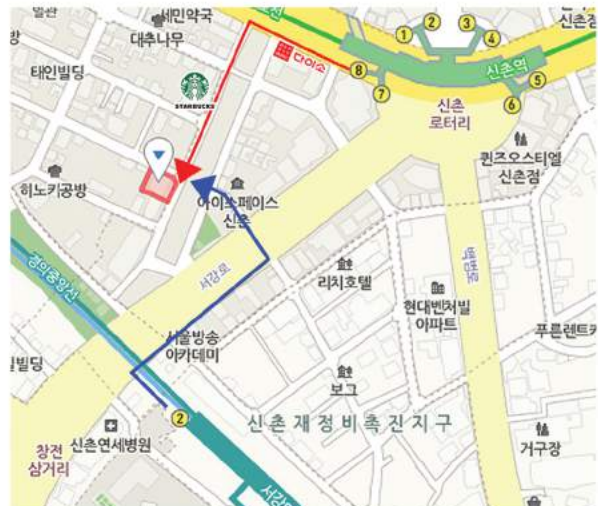 세민약국
대추나무
태인빌딩
STARBUCKS
다이소
1
2
3
4
5
6
7
8
신촌역
신촌점
신촌
로터리
퀸즈오스티엘
신촌점
히노키공방
아이스페이스
신촌
경의중앙선
서강로
백범로
리치호텔
현대벤처빌
아파트
푸른렌트카
서울방송
아카데미
빌딩
보그
2
신촌재정비촉진지구
창전
삼거리
신촌연세병원
거구장